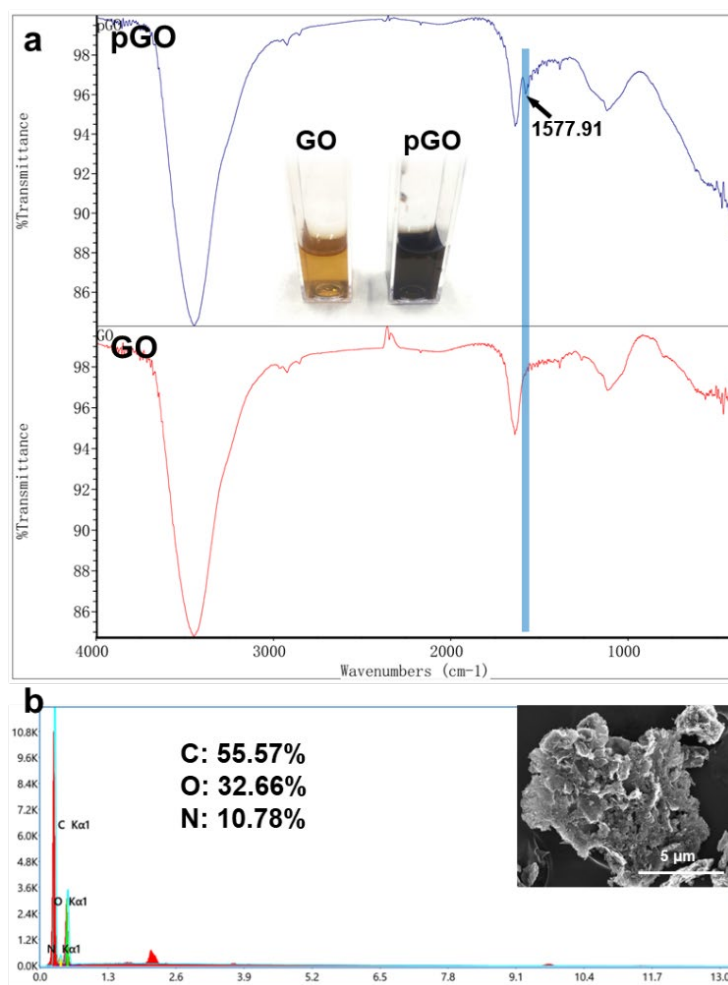 a
pGO
pGO
98
96
94
92
90
88
86
%Transmittance
1577.91
GO
pGO
GO
GO
98
96
94
92
90
88
86
%Transmittance
4000
3000
2000
1000
Wavenumbers (cm-1)
b
10.8K
9.6K
8.4K
7.2K
6.0K
4.8K
3.6K
2.4K
1.2K
0.0K
C Kα1
O Kα1
N Kα1
C: 55.57%
O: 32.66%
N: 10.78%
5 μm
0.0
1.3
2.6
3.9
5.2
6.5
7.8
9.1
10.4
11.7
13.0